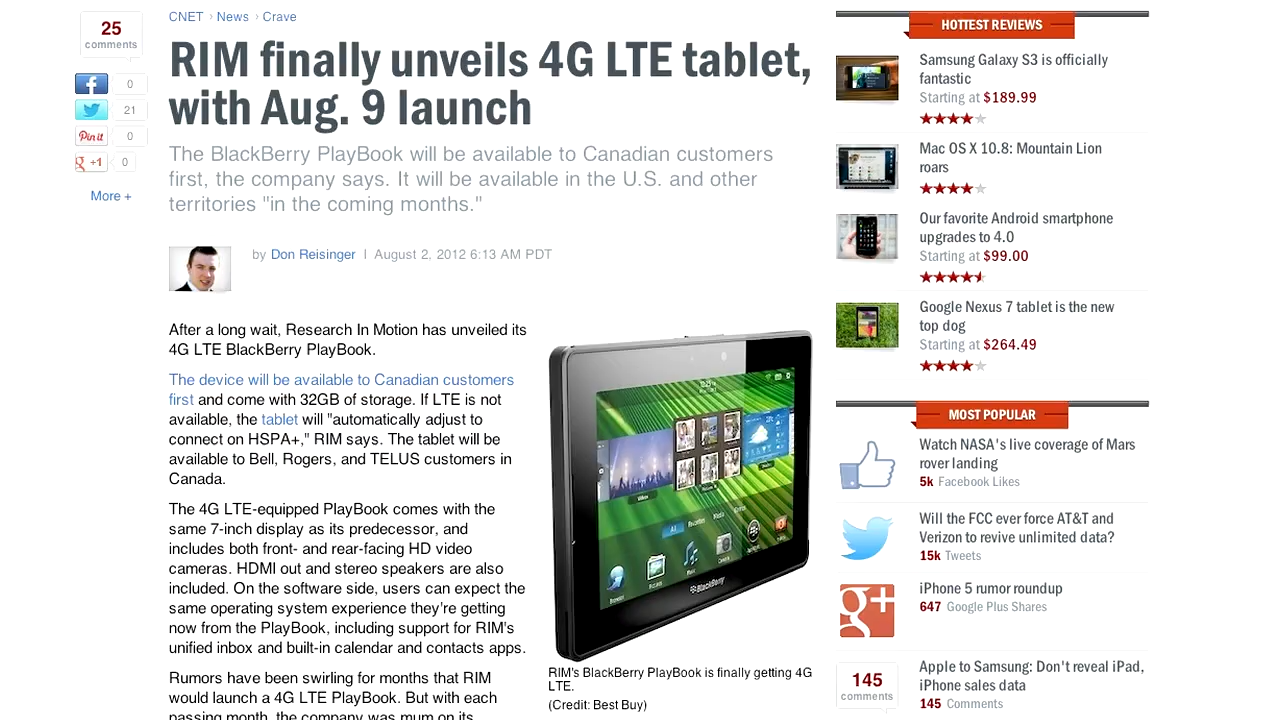 25
comments
0
21
Pin it
0
g +1
0
More +
CNET › News › Crave
RIM finally unveils 4G LTE tablet,
with Aug. 9 launch
The BlackBerry PlayBook will be available to Canadian customers
first, the company says. It will be available in the U.S. and other
territories "in the coming months."
by Don Reisinger | August 2, 2012 6:13 AM PDT
After a long wait, Research In Motion has unveiled its
4G LTE BlackBerry PlayBook.
The device will be available to Canadian customers
first and come with 32GB of storage. If LTE is not
available, the tablet will "automatically adjust to
connect on HSPA+," RIM says. The tablet will be
available to Bell, Rogers, and TELUS customers in
Canada.
The 4G LTE-equipped PlayBook comes with the
same 7-inch display as its predecessor, and
includes both front- and rear-facing HD video
cameras. HDMI out and stereo speakers are also
included. On the software side, users can expect the
same operating system experience they're getting
now from the PlayBook, including support for RIM's
unified inbox and built-in calendar and contacts apps.
Rumors have been swirling for months that RIM
would launch a 4G LTE PlayBook. But with each
passing month, the company was mum on its
Videos
All Favorites Media Games
Browser Pictures Music Camera
BlackBerry
RIM's BlackBerry PlayBook is finally getting 4G
LTE.
(Credit: Best Buy)
HOTTEST REVIEWS
Samsung Galaxy S3 is officially
fantastic
Starting at $189.99
Mac OS X 10.8: Mountain Lion
roars
Our favorite Android smartphone
upgrades to 4.0
Starting at $99.00
Google Nexus 7 tablet is the new
top dog
Starting at $264.49
MOST POPULAR
Watch NASA's live coverage of Mars
rover landing
5k Facebook Likes
Will the FCC ever force AT&T and
Verizon to revive unlimited data?
15k Tweets
g+
iPhone 5 rumor roundup
647 Google Plus Shares
145
comments
Apple to Samsung: Don't reveal iPad,
iPhone sales data
145 Comments